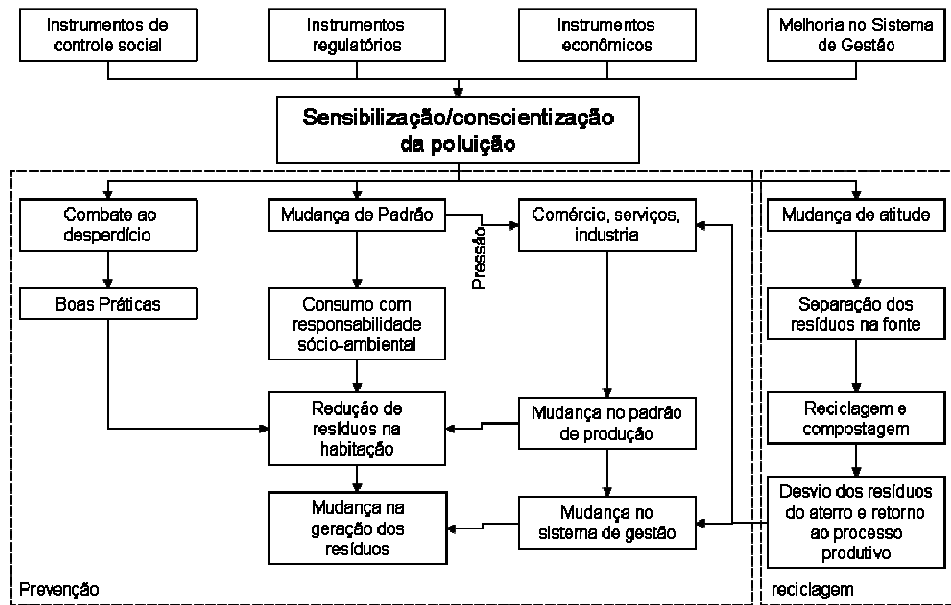 Instrumentos de
controle social
Instrumentos
regulatórios
Instrumentos
econômicos
Melhoria no Sistema
de Gestão
Sensibilização/conscientização
da poluição
Combate ao
desperdício
Mudança de Padrão
Pressão
Comércio, serviços,
industria
Mudança de atitude
Boas Práticas
Consumo com
responsabilidade
sócio-ambiental
Separação dos
resíduos na fonte
Redução de
resíduos na
habitação
Mudança no padrão
de produção
Reciclagem e
compostagem
Mudança na
geração dos
resíduos
Mudança no
sistema de gestão
Desvio dos resíduos
do aterro e retorno
ao processo
produtivo
Prevenção
reciclagem